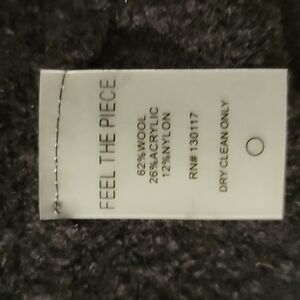 FEEL THE PIECE
62%WOOL
26%ACRYLIC
12%NYLON
RN# 130117
DRY CLEAN ONLY